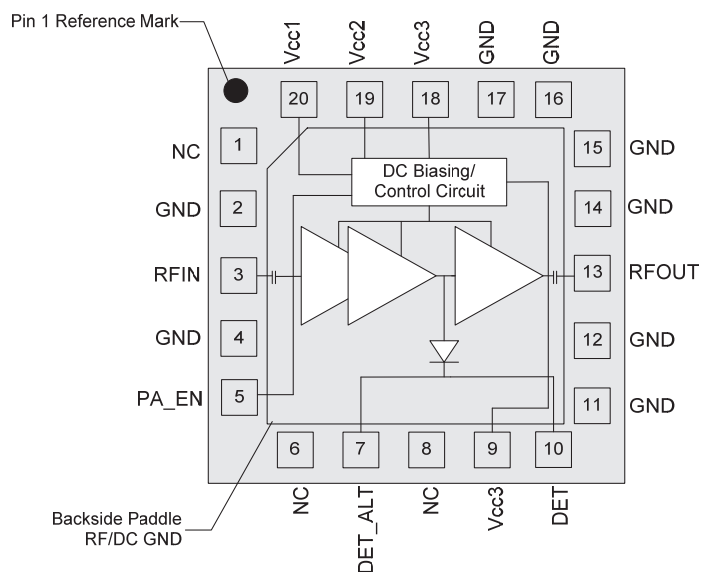 Pin 1 Reference Mark
Vcc1
Vcc2
Vcc3
GND
GND
20
19
18
17
16
NC
1
15
GND
DC Biasing/
Control Circuit
GND
2
14
GND
RFIN
3
13
RFOUT
GND
4
12
GND
PA_EN
5
11
GND
6
7
8
9
10
NC
DET_ALT
NC
Vcc3
DET
Backside Paddle
RF/DC GND